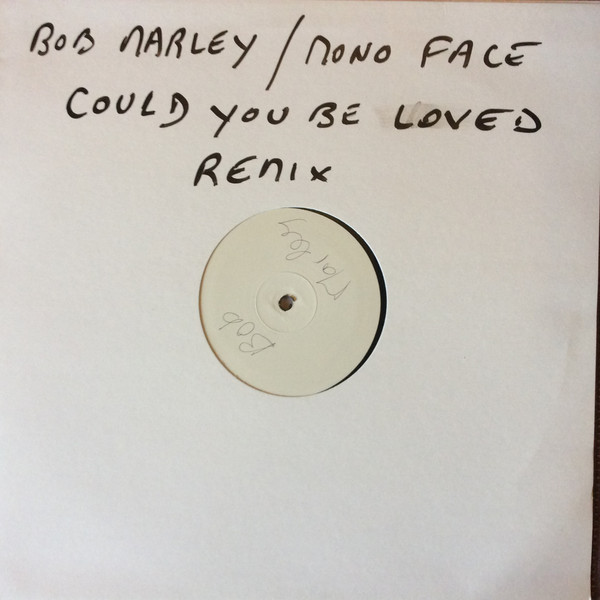 BOB MARLEY / MONO FACE
COULD YOU BE LOVED
REMIX
Bob
Marley